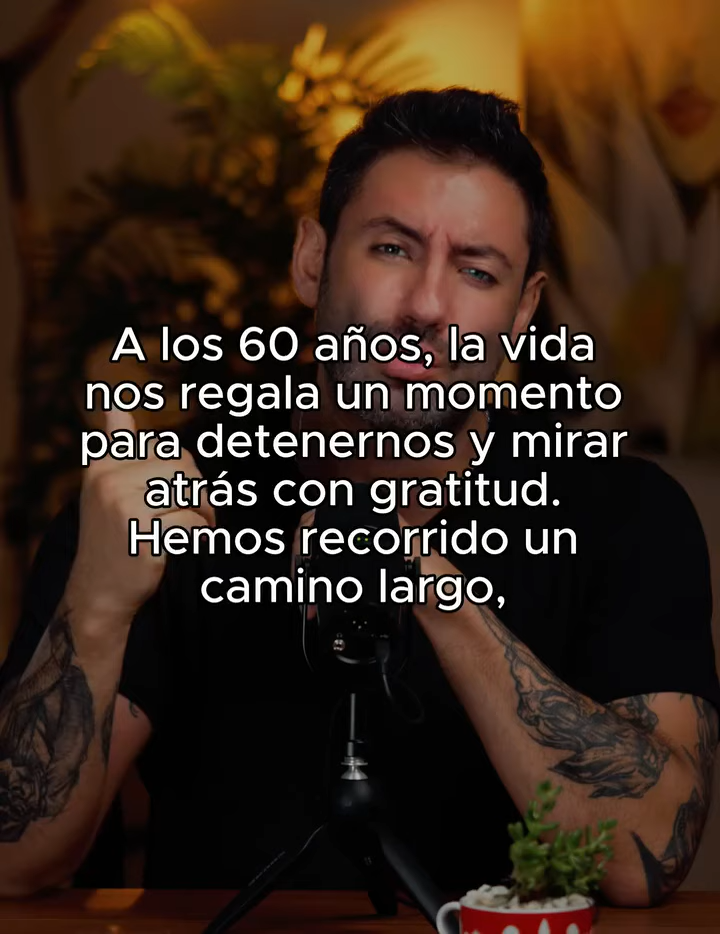 A los 60 años, la vida
nos regala un momento
para detenernos y mirar
atrás con gratitud.
Hemos recorrido un
camino largo,